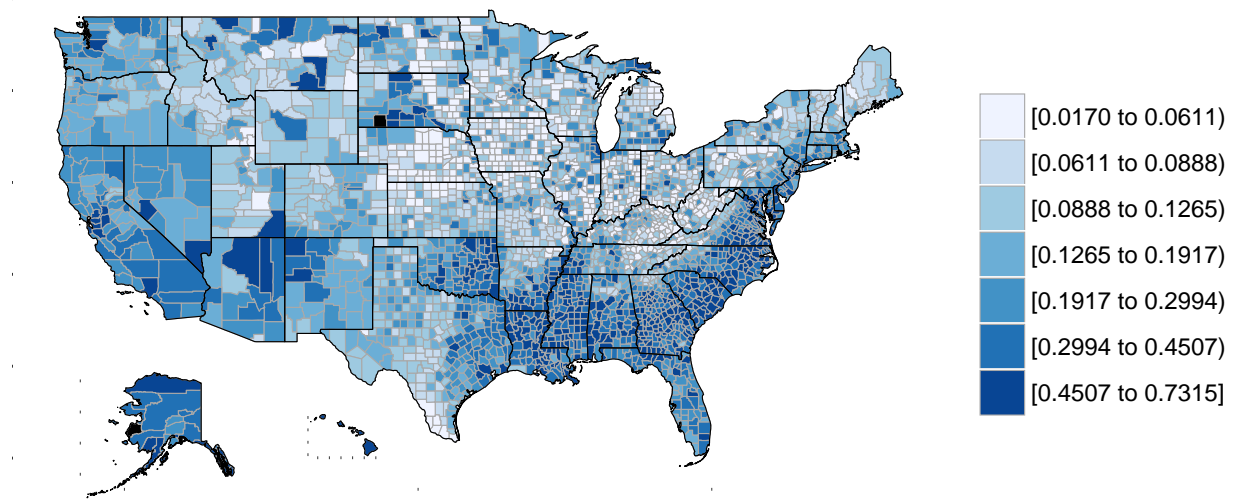 [0.0170 to 0.0611)
[0.0611 to 0.0888)
[0.0888 to 0.1265)
[0.1265 to 0.1917)
[0.1917 to 0.2994)
[0.2994 to 0.4507)
[0.4507 to 0.7315]